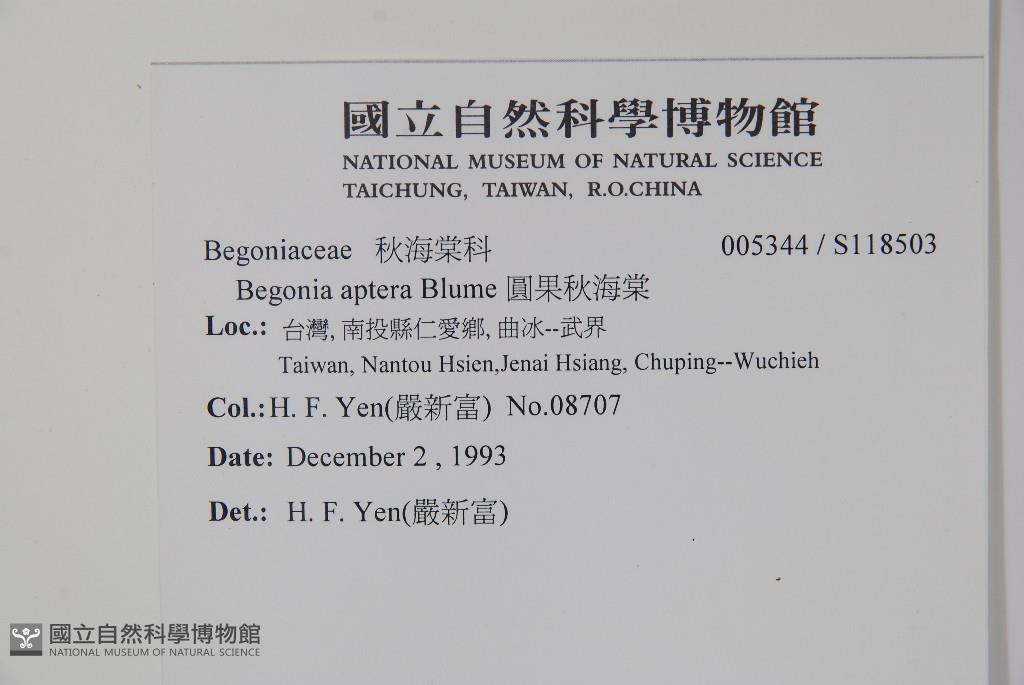 國立自然科學博物館
NATIONAL MUSEUM OF NATURAL SCIENCE
TAICHUNG, TAIWAN, R.O.CHINA
Begoniaceae 秋海棠科 005344 / S118503
Begonia aptera Blume 圓果秋海棠
Loc.: 台灣, 南投縣仁愛鄉, 曲冰--武界
Taiwan, Nantou Hsien,Jenai Hsiang, Chuping--Wuchieh
Col.:H. F. Yen(嚴新富) No.08707
Date: December 2 , 1993
Det.: H. F. Yen(嚴新富)
國立自然科學博物館
NATIONAL MUSEUM OF NATURAL SCIENCE